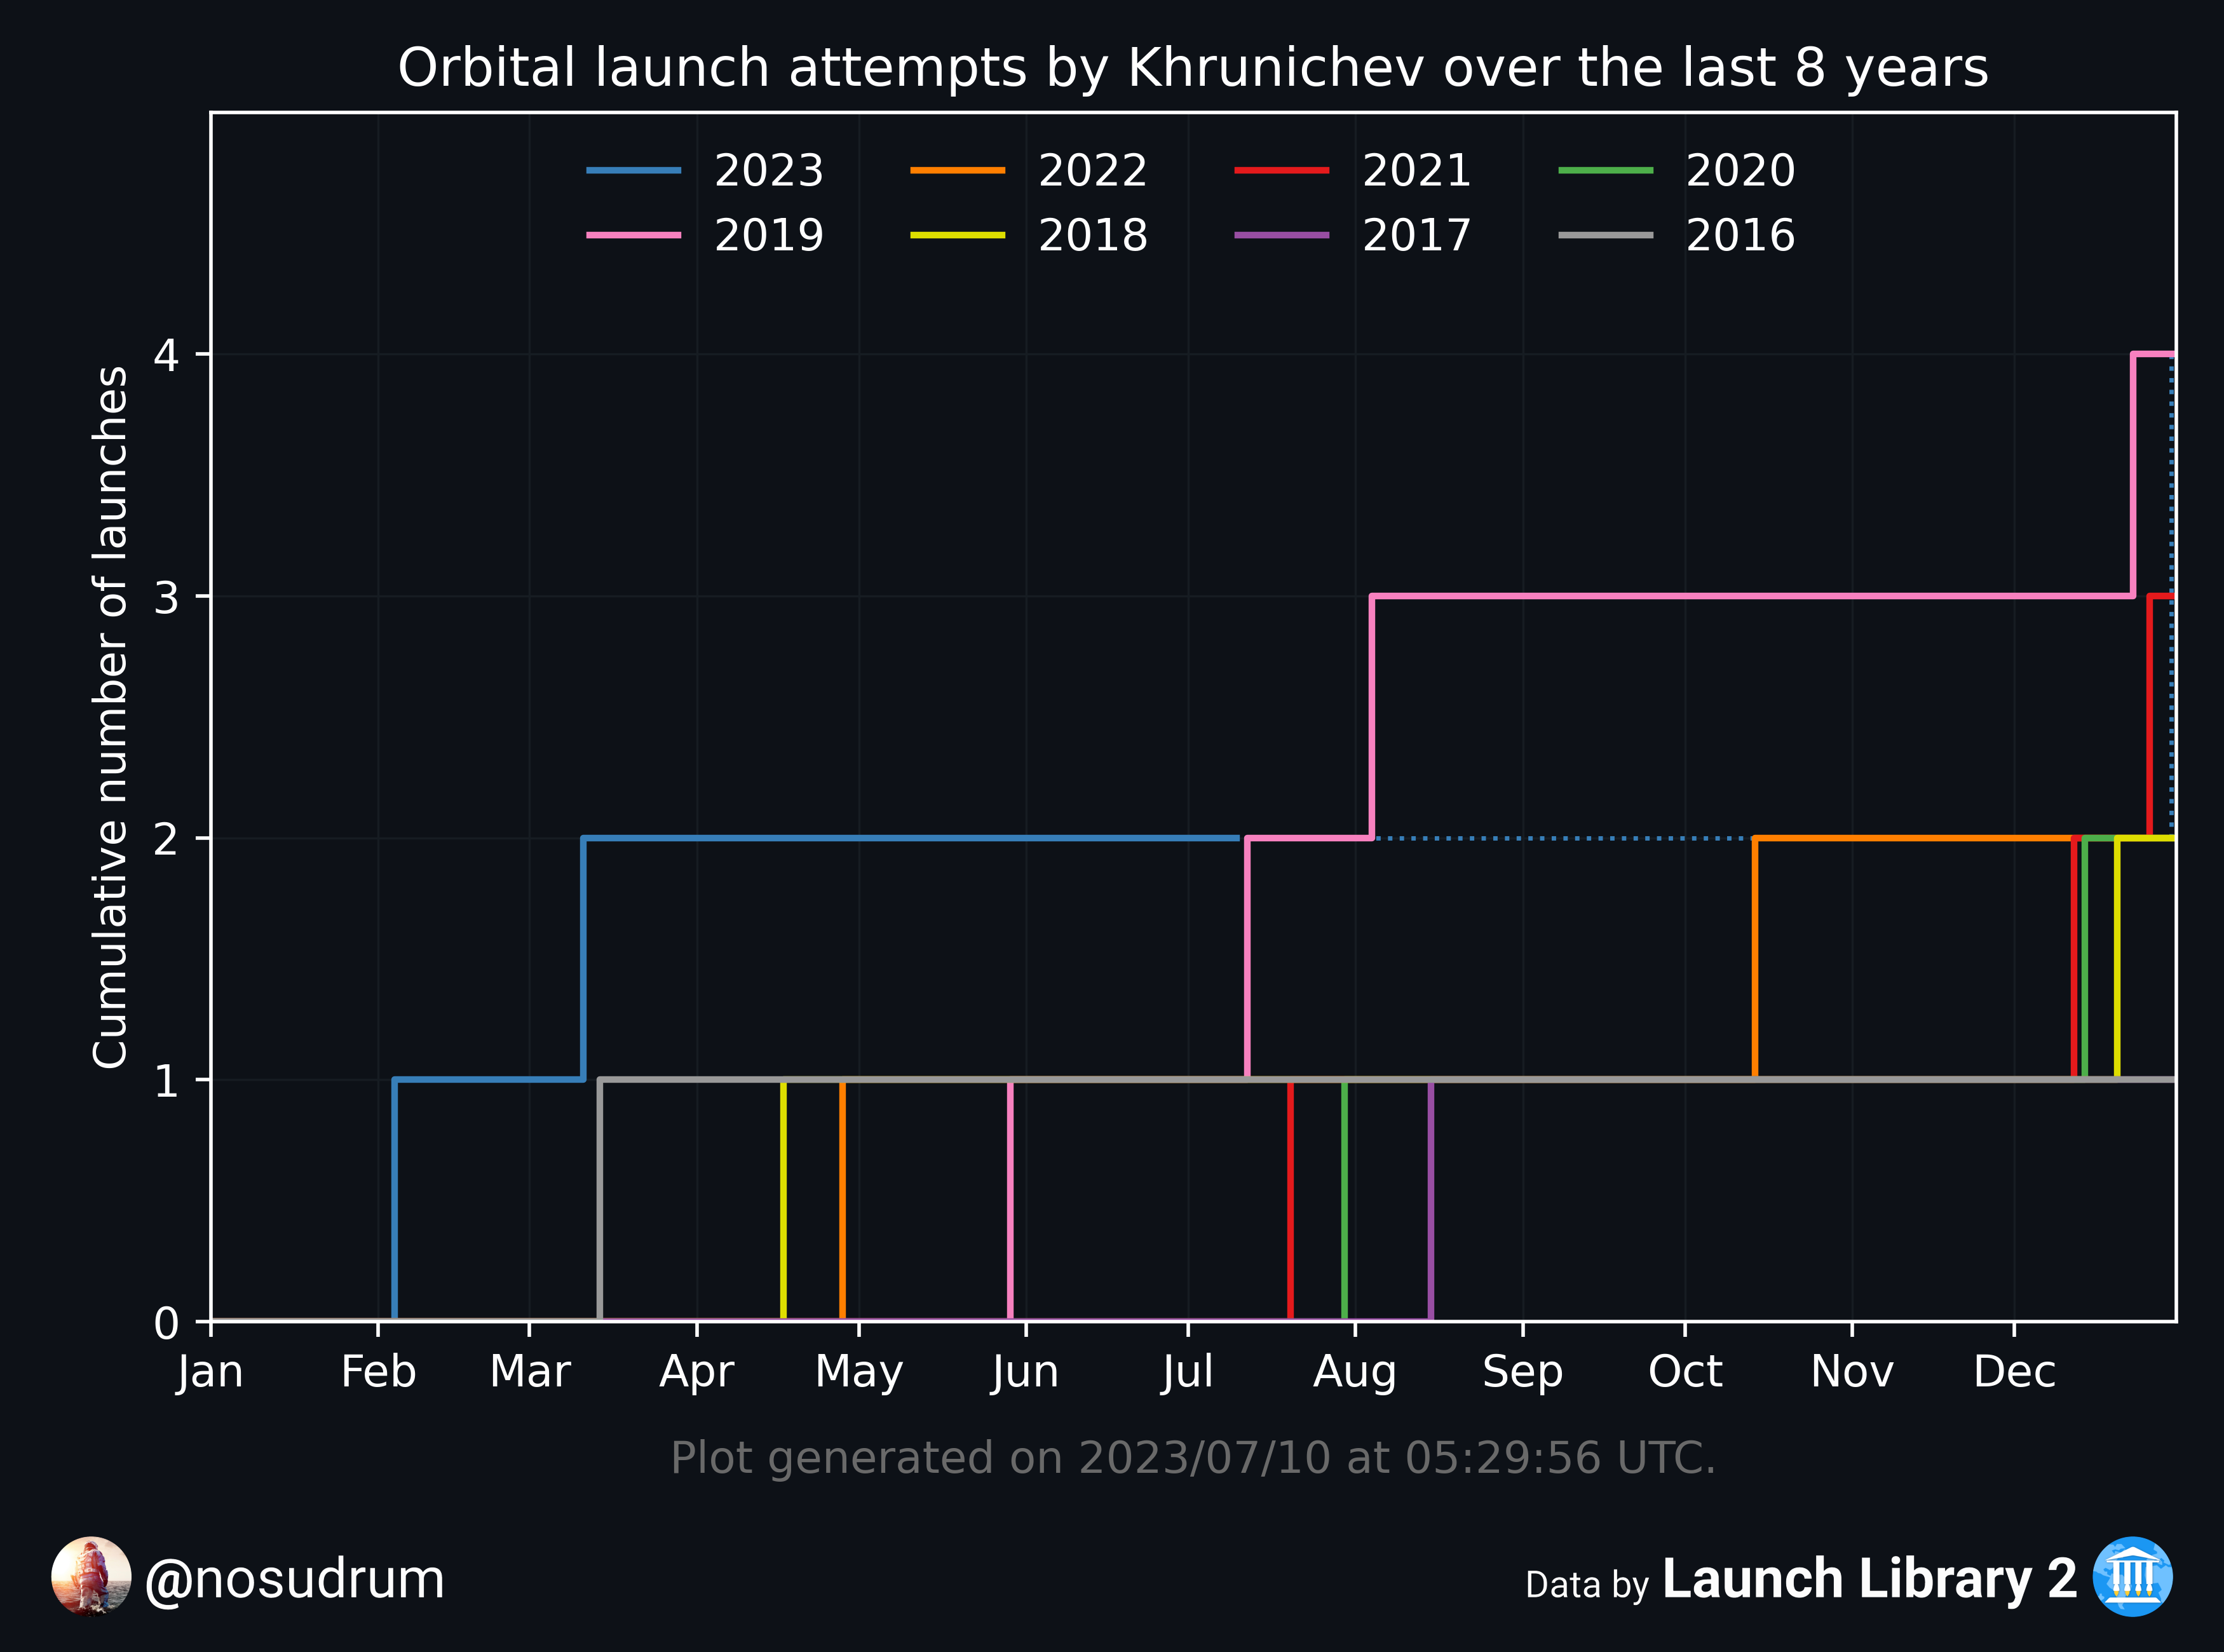 Orbital launch attempts by Khrunichev over the last 8 years
2023 2022 2021 2020
2019 2018 2017 2016
Cumulative number of launches
4
3
2
1
0
Jan Feb Mar Apr May Jun Jul Aug Sep Oct Nov Dec
Plot generated on 2023/07/10 at 05:29:56 UTC.
@nosudrum
Data by Launch Library 2